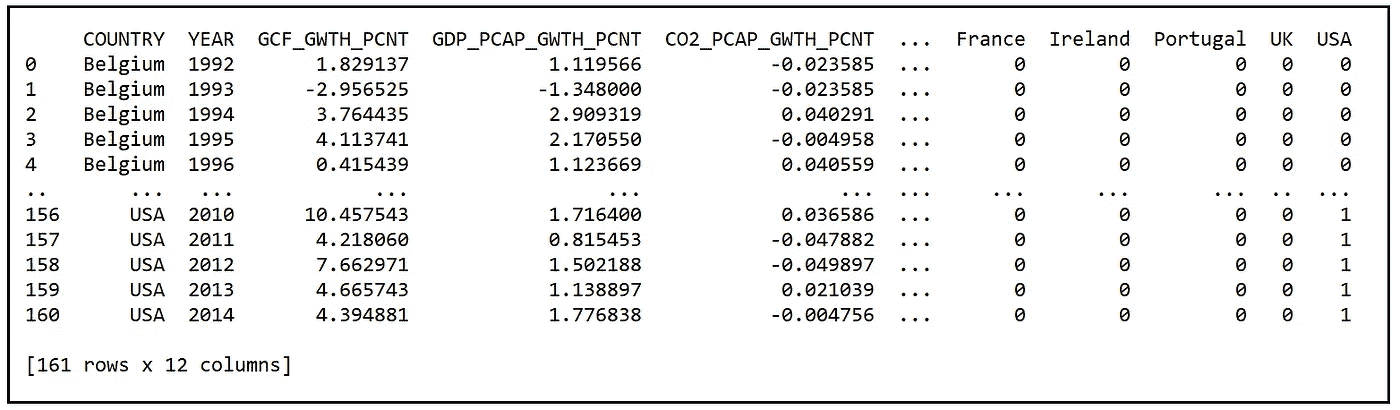 COUNTRY YEAR GCF_GWTH_PCNT GDP_PCAP_GWTH_PCNT CO2_PCAP_GWTH_PCNT ... France Ireland Portugal UK USA
0 Belgium 1992 1.829137 1.119566 -0.023585 ... 0 0 0 0 0
1 Belgium 1993 -2.956525 -1.348000 -0.023585 ... 0 0 0 0 0
2 Belgium 1994 3.764435 2.909319 0.040291 ... 0 0 0 0 0
3 Belgium 1995 4.113741 2.170550 -0.004958 ... 0 0 0 0 0
4 Belgium 1996 0.415439 1.123669 0.040559 ... 0 0 0 0 0
.. ... ... ... ... ... ... ... ... ... .. ...
156 USA 2010 10.457543 1.716400 0.036586 ... 0 0 0 0 1
157 USA 2011 4.218060 0.815453 -0.047882 ... 0 0 0 0 1
158 USA 2012 7.662971 1.502188 -0.049897 ... 0 0 0 0 1
159 USA 2013 4.665743 1.138897 0.021039 ... 0 0 0 0 1
160 USA 2014 4.394881 1.776838 -0.004756 ... 0 0 0 0 1
[161 rows x 12 columns]